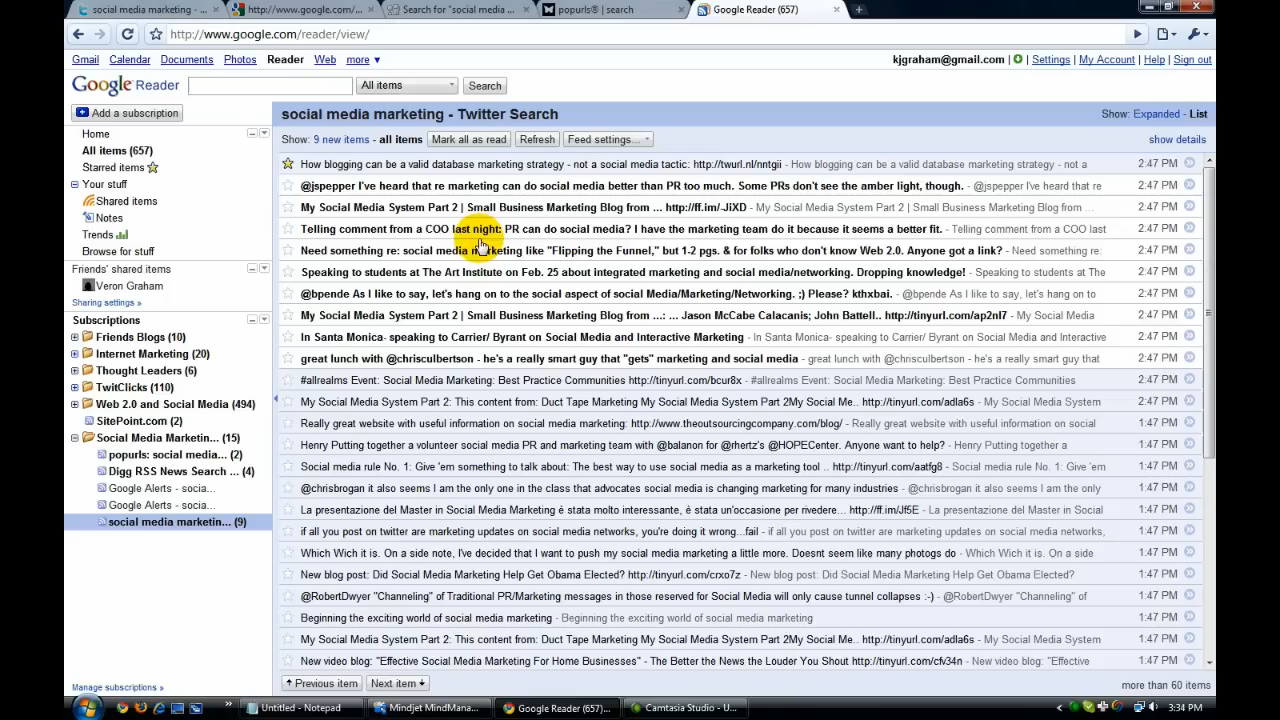 social media marketing - ...
http://www.google.com/...
Search for "social media ...
popurls® | search
Google Reader (657)
http://www.google.com/reader/view/
Gmail Calendar Documents Photos Reader Web more ▼
kjgraham@gmail.com | Settings | My Account | Help | Sign out
Google Reader All items Search
Add a subscription
Home
All items (657)
Starred items
Your stuff
Shared items
Notes
Trends
Browse for stuff
Friends' shared items
Veron Graham
Sharing settings »
Subscriptions
Friends Blogs (10)
Internet Marketing (20)
Thought Leaders (6)
TwitClicks (110)
Web 2.0 and Social Media (494)
SitePoint.com (2)
Social Media Marketin... (15)
popurls: social media... (2)
Digg RSS News Search ... (4)
Google Alerts - socia...
Google Alerts - socia...
social media marketin... (9)
Manage subscriptions »
social media marketing - Twitter Search
Show: Expanded - List
Show: 9 new items - all items Mark all as read Refresh Feed settings...
show details
How blogging can be a valid database marketing strategy - not a social media tactic: http://twurl.nl/nntgii - How blogging can be a valid database marketing strategy - not a 2:47 PM
@jspepper I've heard that re marketing can do social media better than PR too much. Some PRs don't see the amber light, though. - @jspepper I've heard that re 2:47 PM
My Social Media System Part 2 | Small Business Marketing Blog from ... http://ff.im/-JiXD - My Social Media System Part 2 | Small Business Marketing Blog from ... 2:47 PM
Telling comment from a COO last night: PR can do social media? I have the marketing team do it because it seems a better fit. - Telling comment from a COO last 2:47 PM
Need something re: social media marketing like "Flipping the Funnel," but 1-2 pgs. & for folks who don't know Web 2.0. Anyone got a link? - Need something re: 2:47 PM
Speaking to students at The Art Institute on Feb. 25 about integrated marketing and social media/networking. Dropping knowledge! - Speaking to students at The 2:47 PM
@bpende As I like to say, let's hang on to the social aspect of social Media/Marketing/Networking. ;) Please? kthxbai. - @bpende As I like to say, let's hang on to 2:47 PM
My Social Media System Part 2 | Small Business Marketing Blog from ...: ... Jason McCabe Calacanis; John Battell.. http://tinyurl.com/ap2nl7 - My Social Media 2:47 PM
In Santa Monica- speaking to Carrier/ Byrant on Social Media and Interactive Marketing - In Santa Monica- speaking to Carrier/ Byrant on Social Media and Interactive 2:47 PM
great lunch with @chrisculbertson - he's a really smart guy that "gets" marketing and social media - great lunch with @chrisculbertson - he's a really smart guy that 2:47 PM
#allrealms Event: Social Media Marketing: Best Practice Communities http://tinyurl.com/bcur8x - #allrealms Event: Social Media Marketing: Best Practice Communities 2:47 PM
My Social Media System Part 2: This content from: Duct Tape Marketing My Social Media System Part 2My Social Me.. http://tinyurl.com/adla6s - My Social Media System 2:47 PM
Really great website with useful information on social media marketing: http://www.theoutsourcingcompany.com/blog/ - Really great website with useful information on social 2:47 PM
Henry Putting together a volunteer social media PR and marketing team with @balanon for @rhertz's @HOPECenter. Anyone want to help? - Henry Putting together a 2:47 PM
Social media rule No. 1: Give 'em something to talk about: The best way to use social media as a marketing tool .. http://tinyurl.com/aatfg8 - Social media rule No. 1: Give 'em 2:47 PM
@chrisbrogan it also seems I am the only one in the class that advocates social media is changing marketing for many industries - @chrisbrogan it also seems I am the only 2:47 PM
La presentazione del Master in Social Media Marketing è stata molto interessante, è stata un'occasione per rivedere... http://ff.im/Jf5E - La presentazione del Master in Social 1:47 PM
if all you post on twitter are marketing updates on social media networks, you're doing it wrong...fail - if all you post on twitter are marketing updates on social media networks, 1:47 PM
Which Wich it is. On a side note, I've decided that I want to push my social media marketing a little more. Doesnt seem like many photogs do - Which Wich it is. On a side 1:47 PM
New blog post: Did Social Media Marketing Help Get Obama Elected? http://tinyurl.com/crxo7z - New blog post: Did Social Media Marketing Help Get Obama Elected? 1:47 PM
@RobertDwyer "Channeling" of Traditional PR/Marketing messages in those reserved for Social Media will only cause tunnel collapses :-) - @RobertDwyer "Channeling" of 1:47 PM
Beginning the exciting world of social media marketing - Beginning the exciting world of social media marketing 1:47 PM
My Social Media System Part 2: This content from: Duct Tape Marketing My Social Media System Part 2My Social Me.. http://tinyurl.com/adla6s - My Social Media System 1:47 PM
New video blog: "Effective Social Media Marketing For Home Businesses" - The Better the News the Louder You Shout http://tinyurl.com/cfv34n - New video blog: "Effective 1:47 PM
Previous item Next item
more than 60 items
Untitled - Notepad
Mindjet MindMana...
Google Reader (657)...
Camtasia Studio - U...
3:34 PM